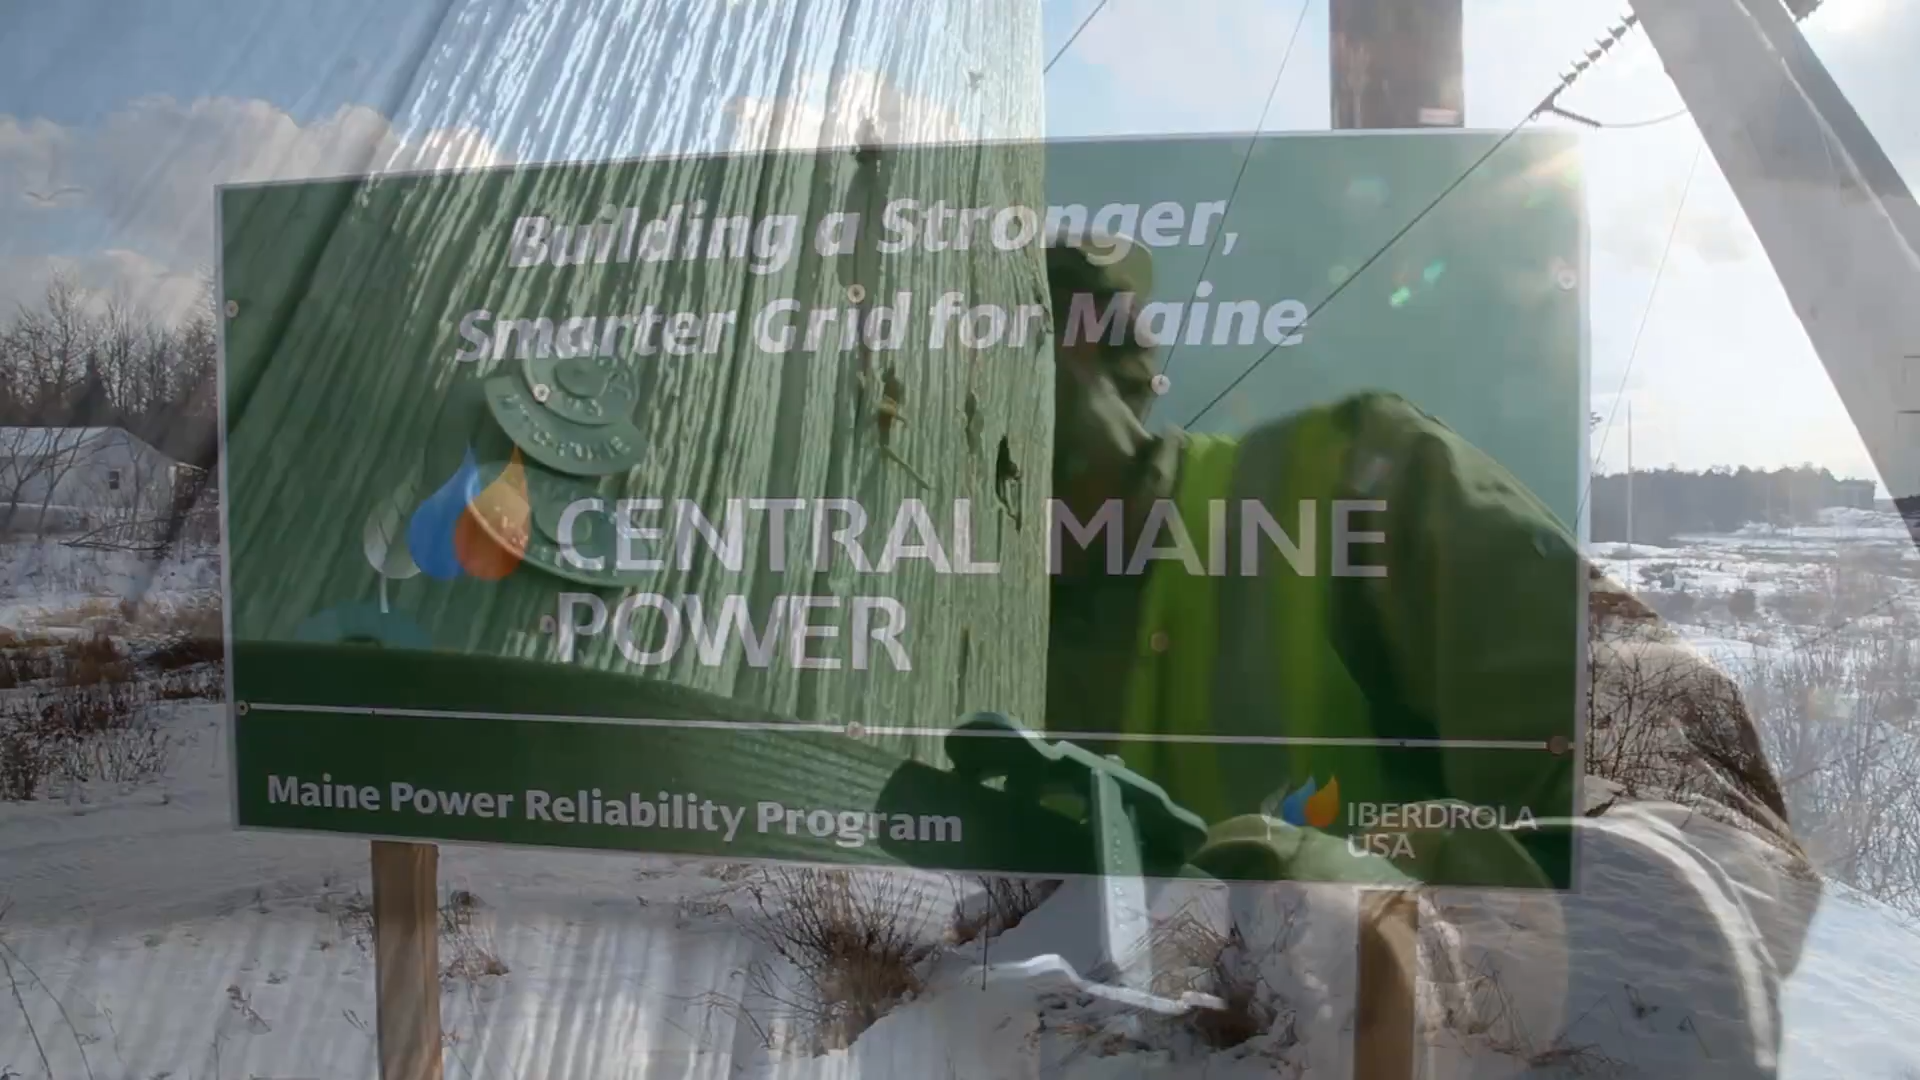 Building a Stronger,
Smarter Grid for Maine
CENTRAL MAINE
POWER
Maine Power Reliability Program
IBERDROLA
USA